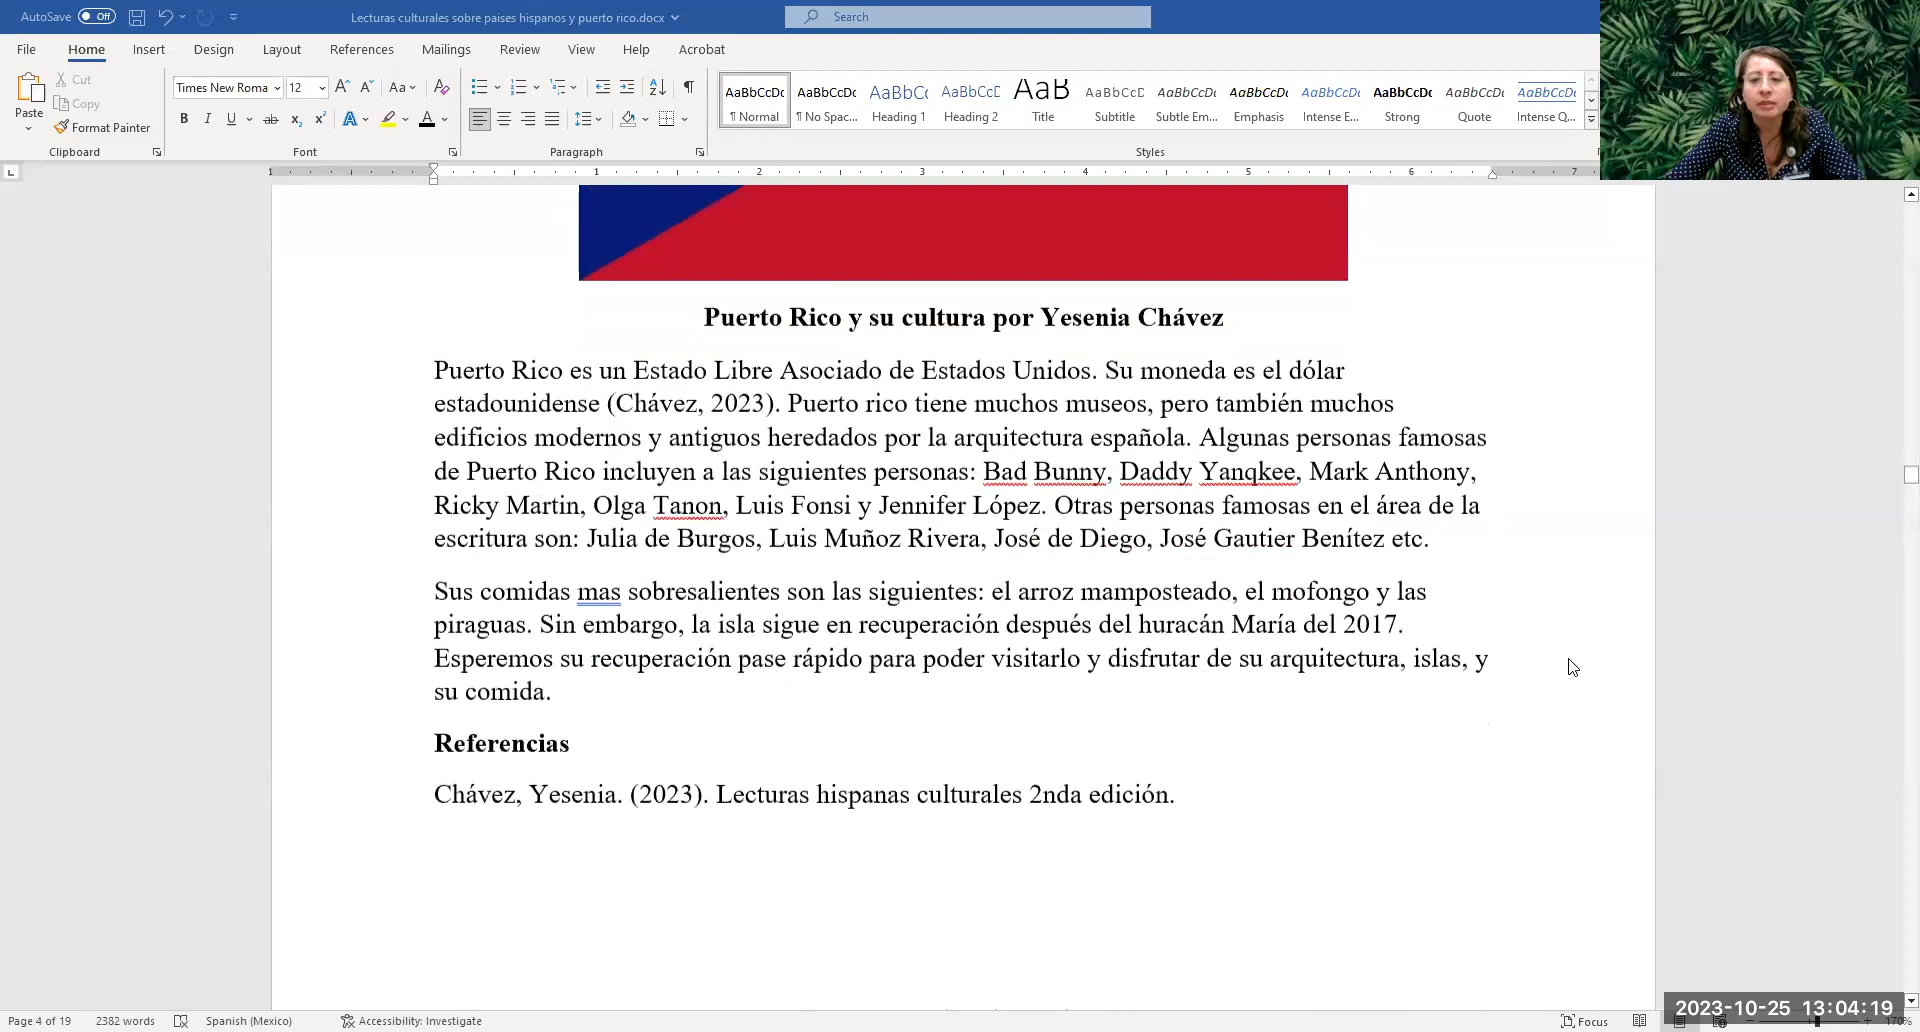 AutoSave Off Lecturas culturales sobre paises hispanos y puerto rico.docx Search
File Home Insert Design Layout References Mailings Review View Help Acrobat
Paste Cut Copy Format Painter
Times New Roma 12
AaBbCcDc AaBbCcDc AaBbCc AaBbCcD AaB AaBbCcD AaBbCcDc AaBbCcDc AaBbCcDc AaBbCcDc AaBbCcDc AaBbCcDc
¶ Normal ¶ No Spac... Heading 1 Heading 2 Title Subtitle Subtle Em... Emphasis Intense E... Strong Quote Intense Q...
Clipboard Font Paragraph Styles
1 1 2 3 4 5 6 7
Puerto Rico y su cultura por Yesenia Chávez
Puerto Rico es un Estado Libre Asociado de Estados Unidos. Su moneda es el dólar
estadounidense (Chávez, 2023). Puerto rico tiene muchos museos, pero también muchos
edificios modernos y antiguos heredados por la arquitectura española. Algunas personas famosas
de Puerto Rico incluyen a las siguientes personas: Bad Bunny, Daddy Yanqkee, Mark Anthony,
Ricky Martin, Olga Tanon, Luis Fonsi y Jennifer López. Otras personas famosas en el área de la
escritura son: Julia de Burgos, Luis Muñoz Rivera, José de Diego, José Gautier Benítez etc.
Sus comidas mas sobresalientes son las siguientes: el arroz mamposteado, el mofongo y las
piraguas. Sin embargo, la isla sigue en recuperación después del huracán María del 2017.
Esperemos su recuperación pase rápido para poder visitarlo y disfrutar de su arquitectura, islas, y
su comida.
Referencias
Chávez, Yesenia. (2023). Lecturas hispanas culturales 2nda edición.
Page 4 of 19 2382 words Spanish (Mexico) Accessibility: Investigate Focus 170%
2023-10-25 13:04:19